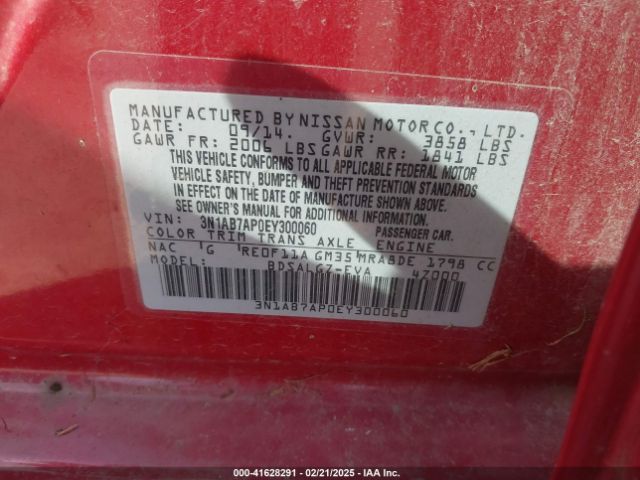 MANUFACTURED BY NISSAN MOTOR CO., LTD.
DATE: 09/14. GVWR: 3858 LBS
GAWR FR: 2006 LBS GAWR RR: 1841 LBS
THIS VEHICLE CONFORMS TO ALL APPLICABLE FEDERAL MOTOR
VEHICLE SAFETY, BUMPER AND THEFT PREVENTION STANDARDS
IN EFFECT ON THE DATE OF MANUFACTURE SHOWN ABOVE.
SEE OWNER'S MANUAL FOR ADDITIONAL INFORMATION.
VIN: 3N1AB7AP0EY300060 PASSENGER CAR.
COLOR TRIM TRANS AXLE ENGINE
NAC G RE0F11A GM35 MRA8DE 1798 CC
MODEL: BDSALGZ-EVA 47000
3N1AB7AP0EY300060
000-41628291 - 02/21/2025 - IAA Inc.